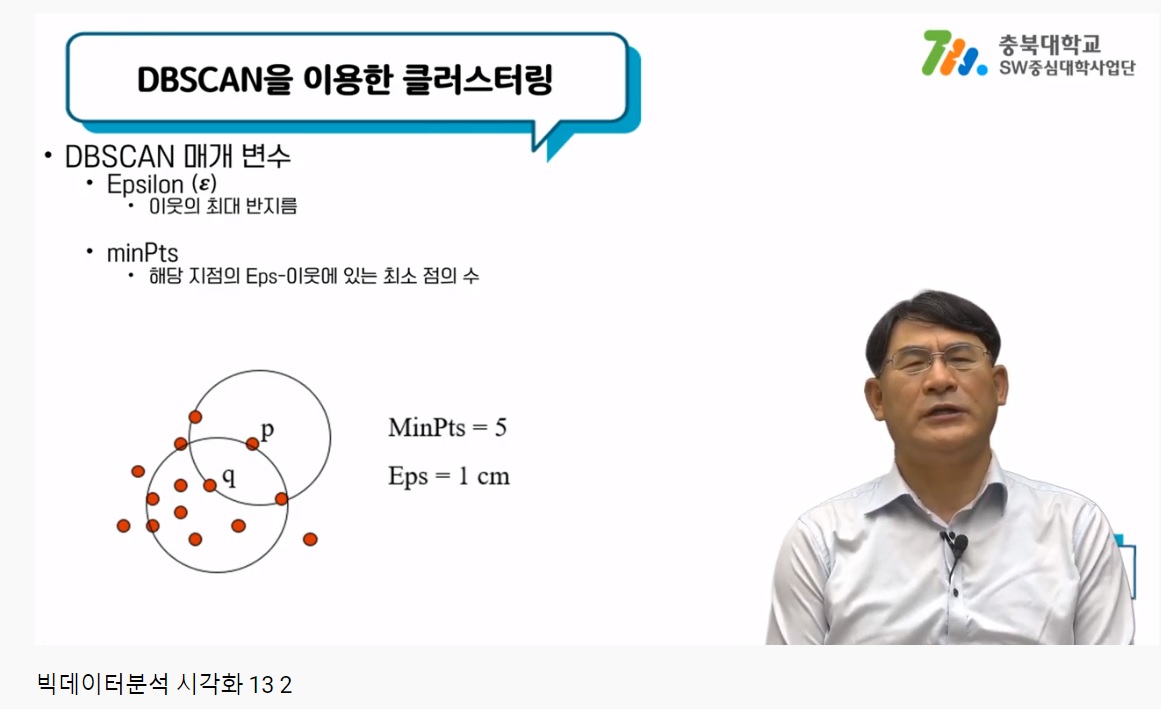 DBSCAN을 이용한 클러스터링
충북대학교
SW중심대학사업단
• DBSCAN 매개 변수
• Epsilon (ε)
• 이웃의 최대 반지름
• minPts
• 해당 지점의 Eps-이웃에 있는 최소 점의 수
p
q
MinPts = 5
Eps = 1 cm
빅데이터분석 시각화 13 2